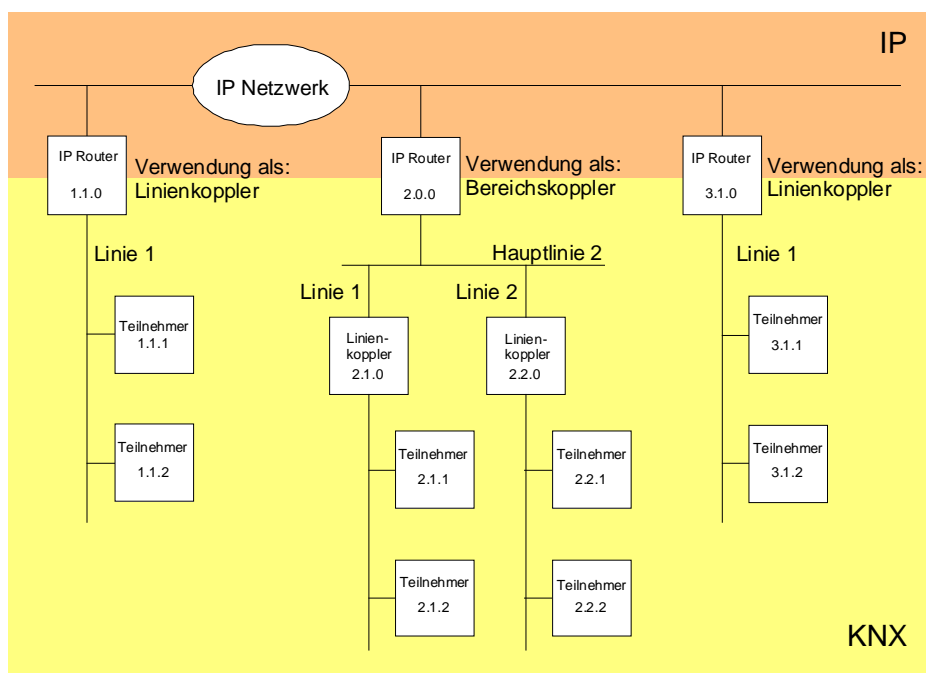 IP
IP Netzwerk
IP Router
1.1.0
Verwendung als:
Linienkoppler
IP Router
2.0.0
Verwendung als:
Bereichskoppler
IP Router
3.1.0
Verwendung als:
Linienkoppler
Linie 1
Hauptlinie 2
Linie 1
Linie 1
Linie 2
Teilnehmer
1.1.1
Linien-
koppler
2.1.0
Linien-
koppler
2.2.0
Teilnehmer
3.1.1
Teilnehmer
1.1.2
Teilnehmer
2.1.1
Teilnehmer
2.2.1
Teilnehmer
3.1.2
Teilnehmer
2.1.2
Teilnehmer
2.2.2
KNX